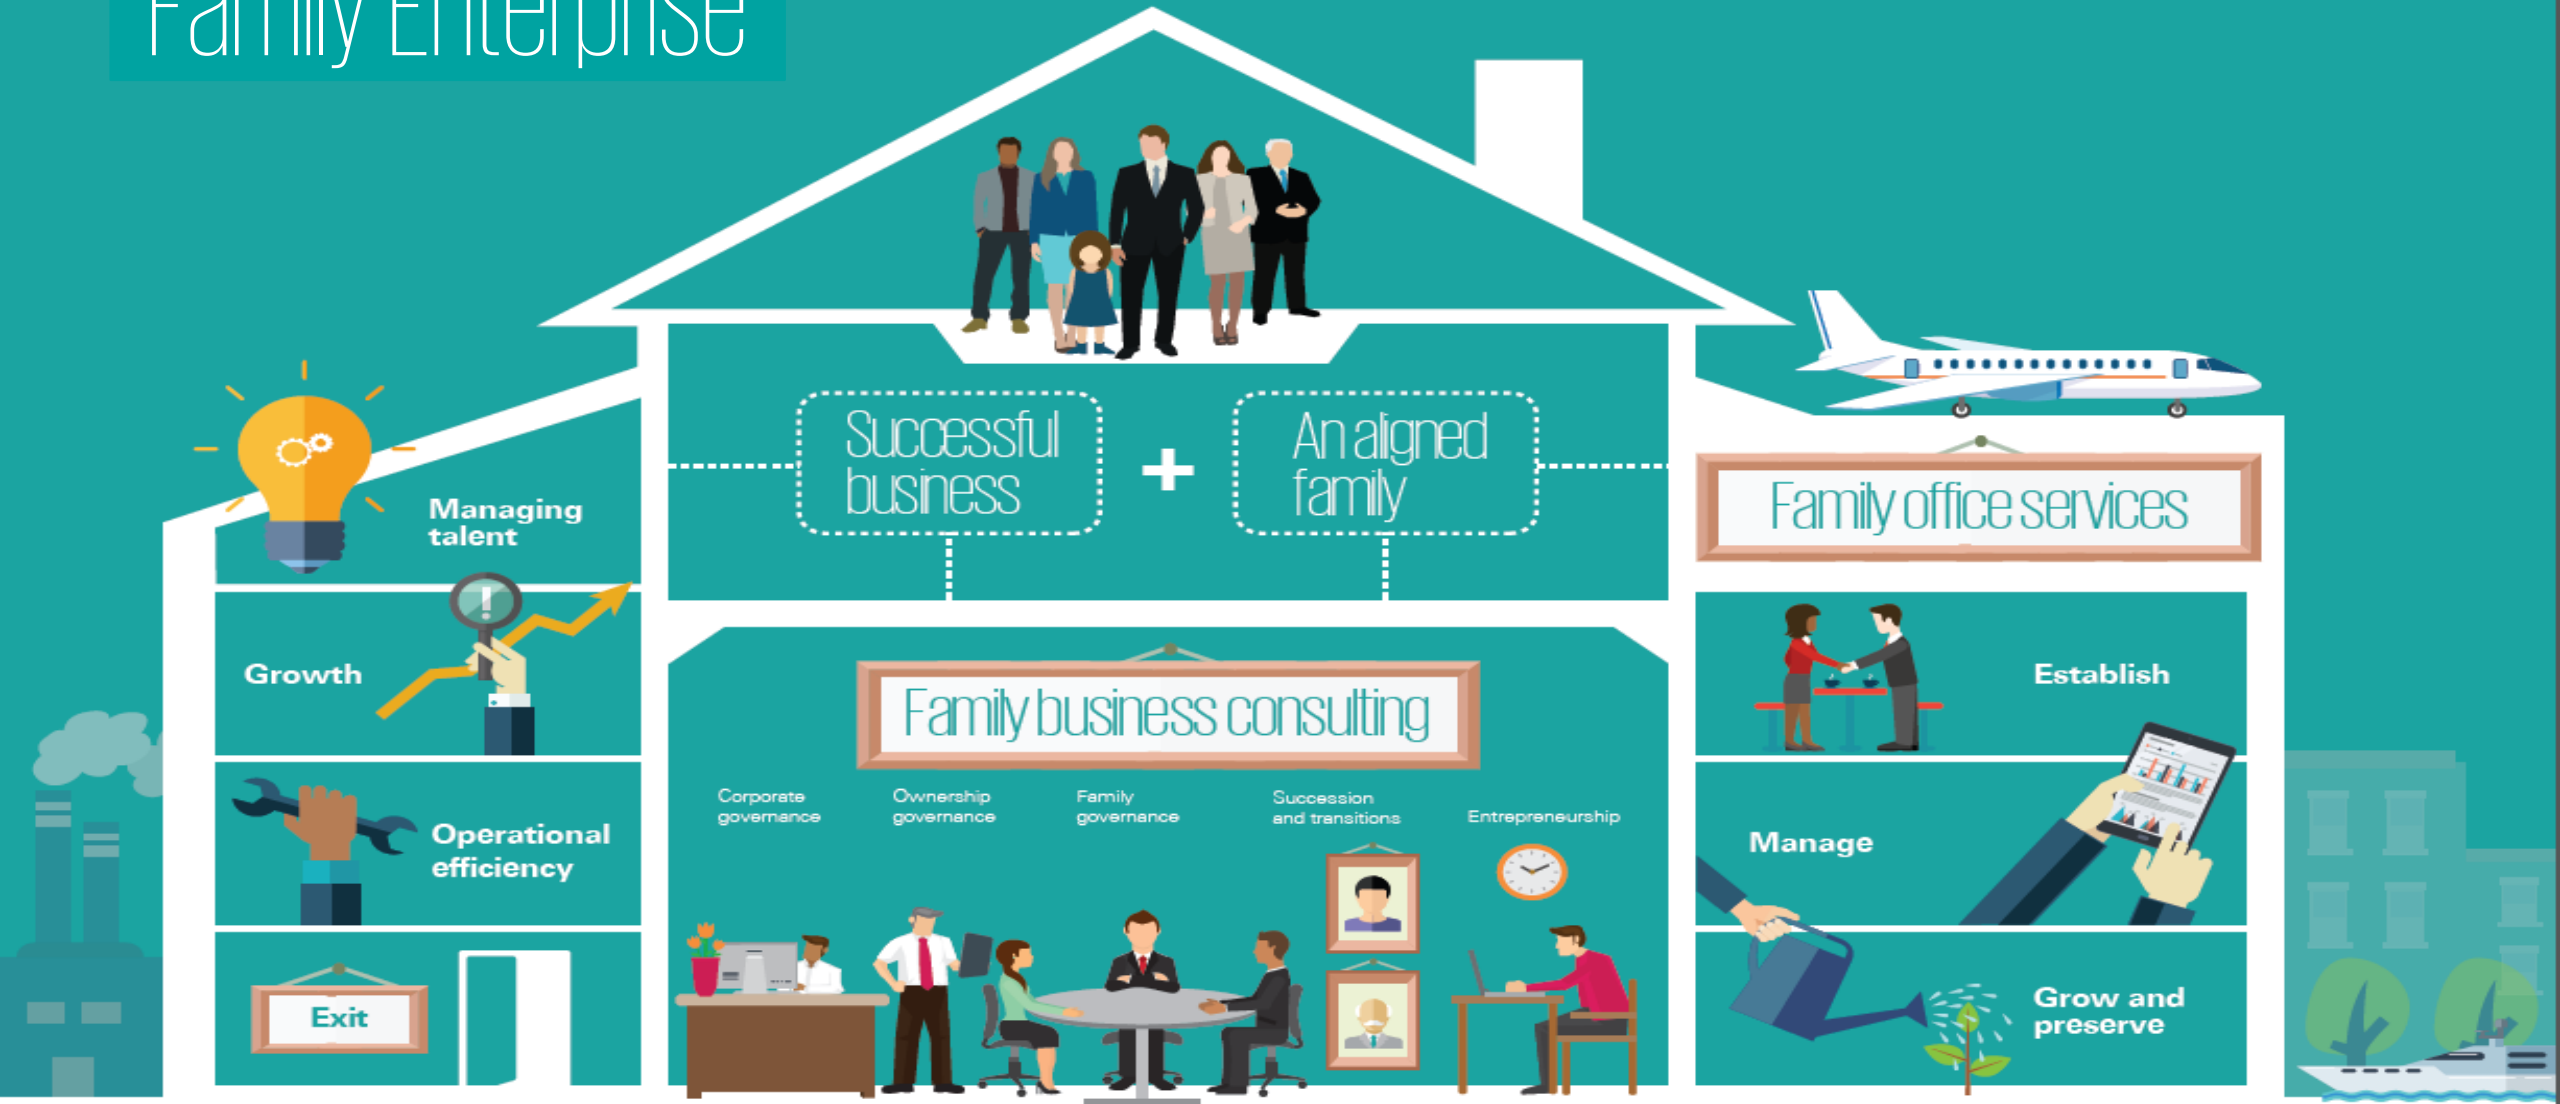 Family Enterprise
Successful
business
+
An aligned
family
Managing
talent
Growth
Operational
efficiency
Exit
Family business consulting
Corporate
governance
Ownership
governance
Family
governance
Succession
and transitions
Entrepreneurship
Family office services
Establish
Manage
Grow and
preserve